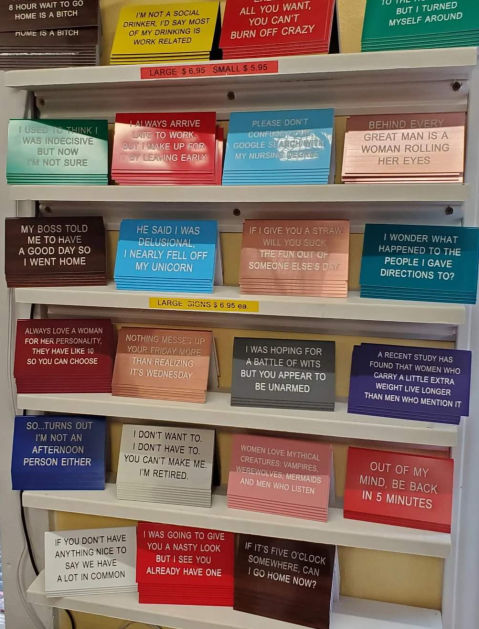 8 HOUR WAIT TO GO
HOME IS A BITCH
HOME IS A BITCH
I'M NOT A SOCIAL
DRINKER, I'D SAY MOST
OF MY DRINKING IS
WORK RELATED
ALL YOU WANT,
YOU CAN'T
BURN OFF CRAZY
TO THE
BUT I TURNED
MYSELF AROUND
LARGE $6.95 SMALL $5.95
I USED TO THINK I
WAS INDECISIVE
BUT NOW
I'M NOT SURE
I ALWAYS ARRIVE
LATE TO WORK,
BUT I MAKE UP FOR
IT BY LEAVING EARLY
PLEASE DON'T
CONFUSE YOUR
GOOGLE SEARCH WITH
MY NURSING DEGREE
BEHIND EVERY
GREAT MAN IS A
WOMAN ROLLING
HER EYES
MY BOSS TOLD
ME TO HAVE
A GOOD DAY SO
I WENT HOME
HE SAID I WAS
DELUSIONAL,
I NEARLY FELL OFF
MY UNICORN
IF I GIVE YOU A STRAW
WILL YOU SUCK
THE FUN OUT OF
SOMEONE ELSE'S DAY
I WONDER WHAT
HAPPENED TO THE
PEOPLE I GAVE
DIRECTIONS TO?
LARGE SIGNS $6.95 ea.
ALWAYS LOVE A WOMAN
FOR HER PERSONALITY,
THEY HAVE LIKE 10
SO YOU CAN CHOOSE
NOTHING MESSES UP
YOUR FRIDAY MORE
THAN REALIZING
IT'S WEDNESDAY
I WAS HOPING FOR
A BATTLE OF WITS
BUT YOU APPEAR TO
BE UNARMED
A RECENT STUDY HAS
FOUND THAT WOMEN WHO
CARRY A LITTLE EXTRA
WEIGHT LIVE LONGER
THAN MEN WHO MENTION IT
SO...TURNS OUT
I'M NOT AN
AFTERNOON
PERSON EITHER
I DON'T WANT TO.
I DON'T HAVE TO.
YOU CAN'T MAKE ME.
I'M RETIRED.
WOMEN LOVE MYTHICAL
CREATURES: VAMPIRES,
WEREWOLVES, MERMAIDS
AND MEN WHO LISTEN
OUT OF MY
MIND, BE BACK
IN 5 MINUTES
IF YOU DON'T HAVE
ANYTHING NICE TO
SAY WE HAVE
A LOT IN COMMON
I WAS GOING TO GIVE
YOU A NASTY LOOK
BUT I SEE YOU
ALREADY HAVE ONE
IF IT'S FIVE O'CLOCK
SOMEWHERE, CAN
I GO HOME NOW?